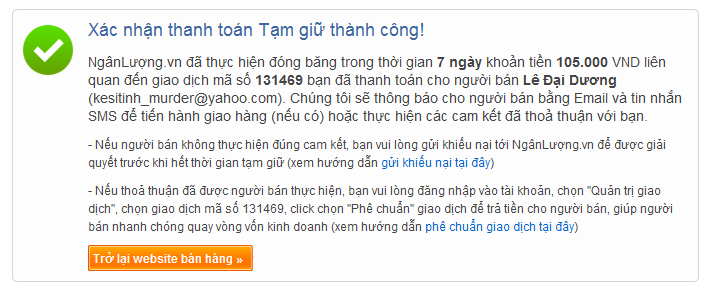 Xác nhận thanh toán Tạm giữ thành công!
NgânLượng.vn đã thực hiện đóng băng trong thời gian 7 ngày khoản tiền 105.000 VND liên
quan đến giao dịch mã số 131469 bạn đã thanh toán cho người bán Lê Đại Dương
(kesitinh_murder@yahoo.com). Chúng tôi sẽ thông báo cho người bán bằng Email và tin nhắn
SMS để tiến hành giao hàng (nếu có) hoặc thực hiện các cam kết đã thoả thuận với bạn.
- Nếu người bán không thực hiện đúng cam kết, bạn vui lòng gửi khiếu nại tới NgânLượng.vn để được giải
quyết trước khi hết thời gian tạm giữ (xem hướng dẫn gửi khiếu nại tại đây)
- Nếu thoả thuận đã được người bán thực hiện, bạn vui lòng đăng nhập vào tài khoản, chọn "Quản trị giao
dịch", chọn giao dịch mã số 131469, click chọn "Phê chuẩn" giao dịch để trả tiền cho người bán, giúp người
bán nhanh chóng quay vòng vốn kinh doanh (xem hướng dẫn phê chuẩn giao dịch tại đây)
Trở lại website bán hàng »